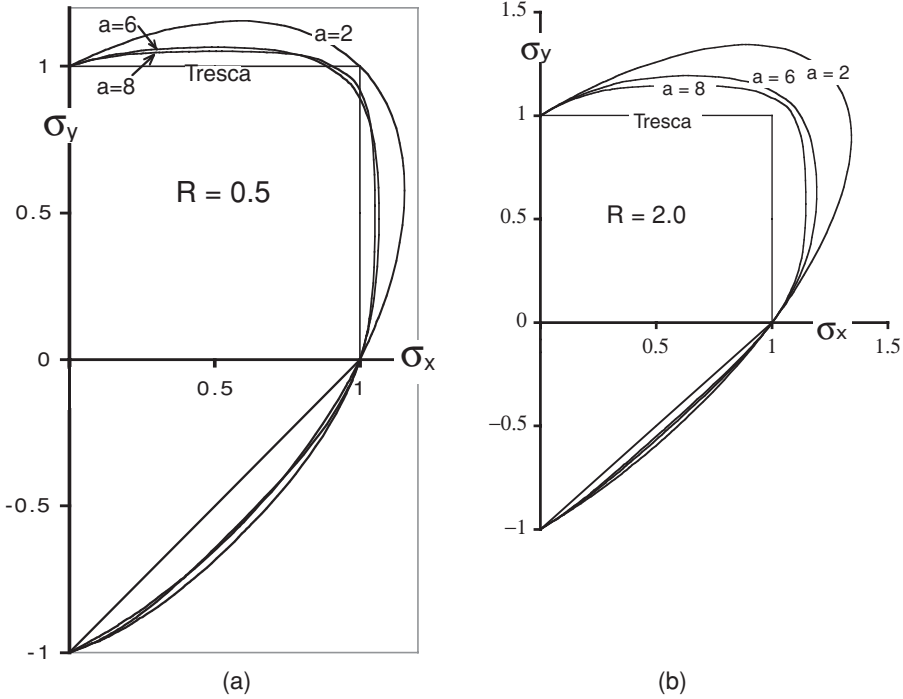 a=6
a=2
1
a=8
Tresca
σy
R = 0.5
0.5
0
σx
0.5
1
-0.5
-1
(a)
1.5
σy
a = 6
a = 2
a = 8
1
Tresca
0.5
R = 2.0
0
σx
0.5
1
1.5
−0.5
−1
(b)